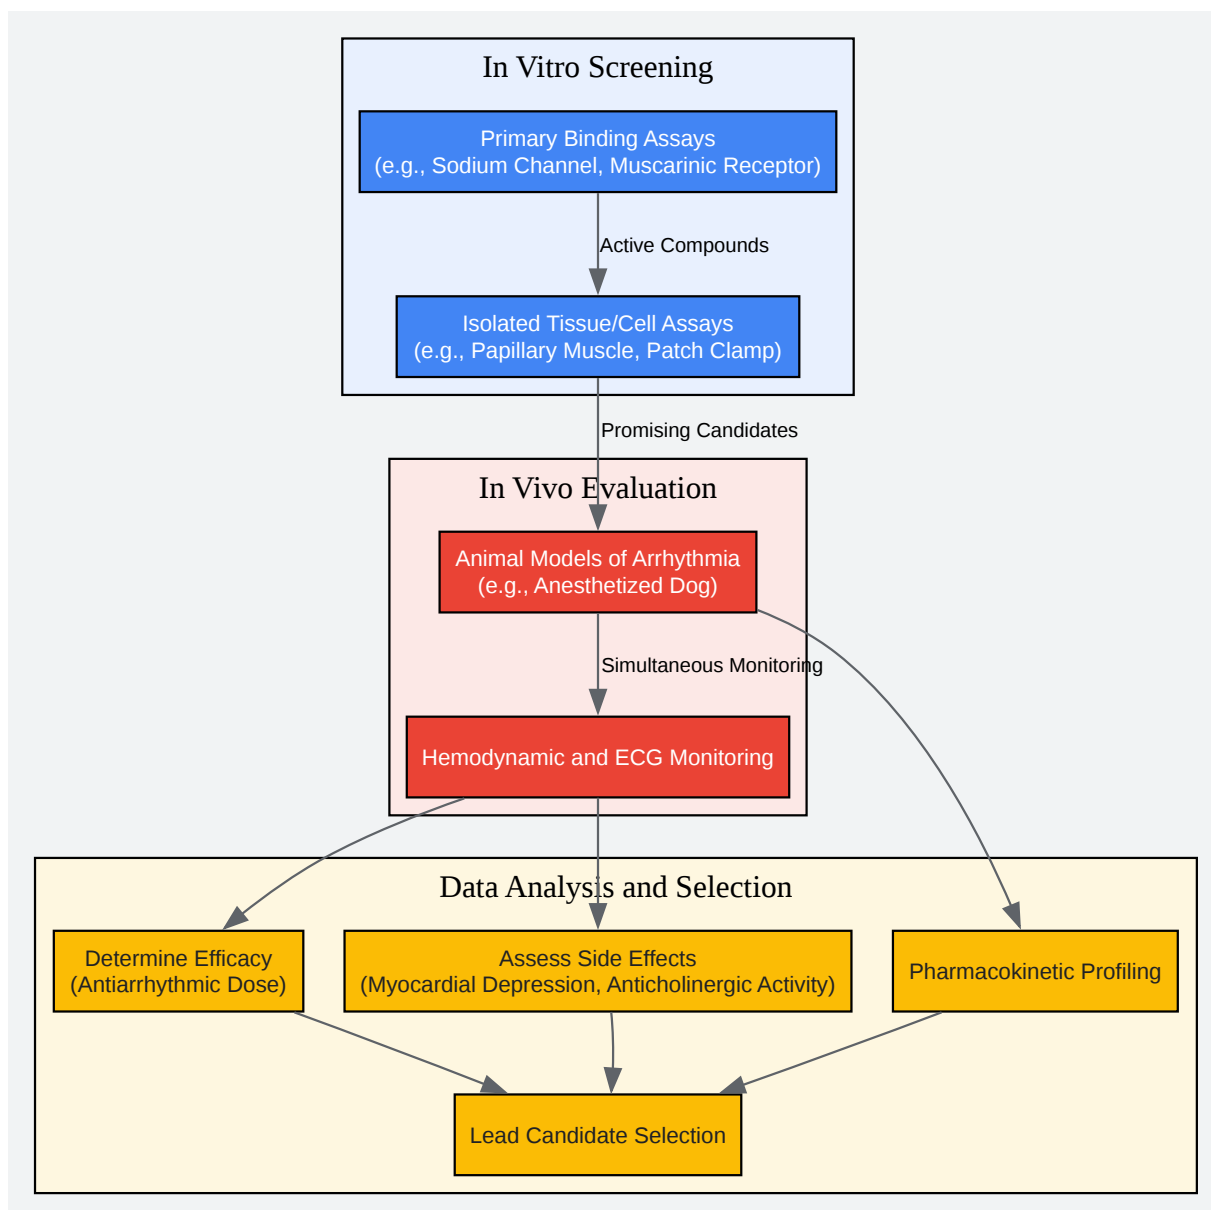 In Vitro Screening
Primary Binding Assays
(e.g., Sodium Channel, Muscarinic Receptor)
Active Compounds
Isolated Tissue/Cell Assays
(e.g., Papillary Muscle, Patch Clamp)
Promising Candidates
In Vivo Evaluation
Animal Models of Arrhythmia
(e.g., Anesthetized Dog)
Simultaneous Monitoring
Hemodynamic and ECG Monitoring
Data Analysis and Selection
Determine Efficacy
(Antiarrhythmic Dose)
Assess Side Effects
(Myocardial Depression, Anticholinergic Activity)
Pharmacokinetic Profiling
Lead Candidate Selection